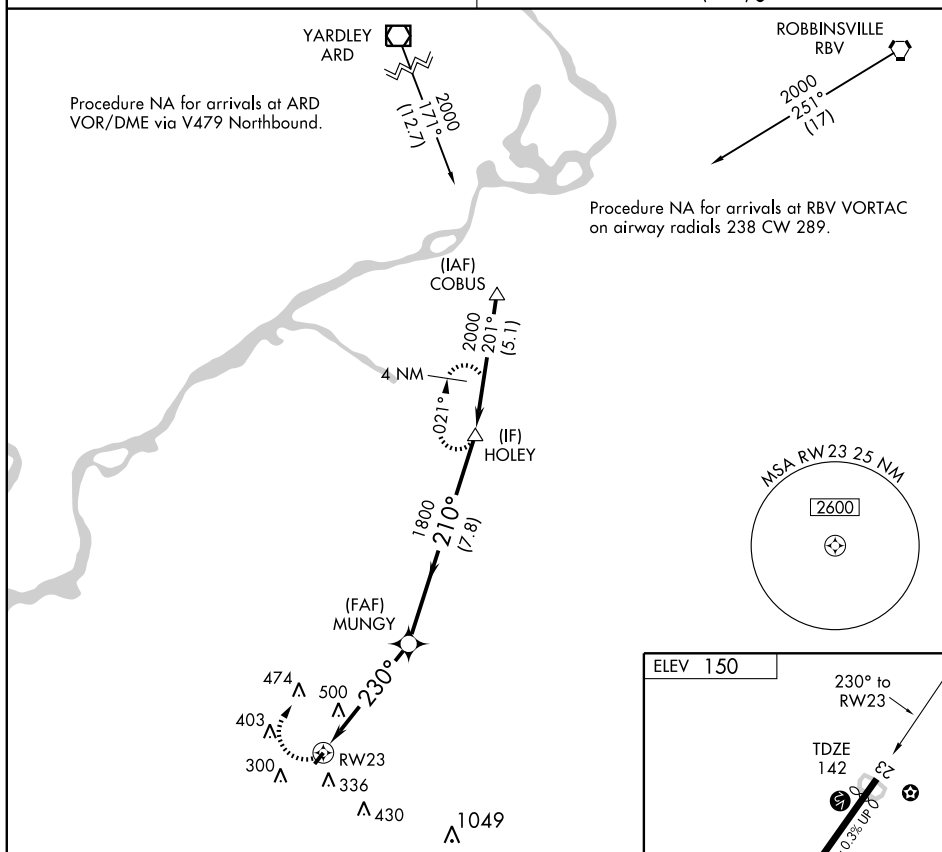 YARDLEY
ARD
ROBBINSVILLE
RBV
2000
171°
(12.7)
2000
251°
(17)
Procedure NA for arrivals at ARD
VOR/DME via V479 Northbound.
Procedure NA for arrivals at RBV VORTAC
on airway radials 238 CW 289.
(IAF)
COBUS
2000
201°
(5.1)
4 NM
021°
(IF)
HOLEY
MSA RW23 25 NM
2600
1800
210°
(7.8)
(FAF)
MUNGY
230°
474
500
403
RW23
300
336
430
1049
ELEV 150
230° to
RW23
TDZE
142
23
V
0.3% UP